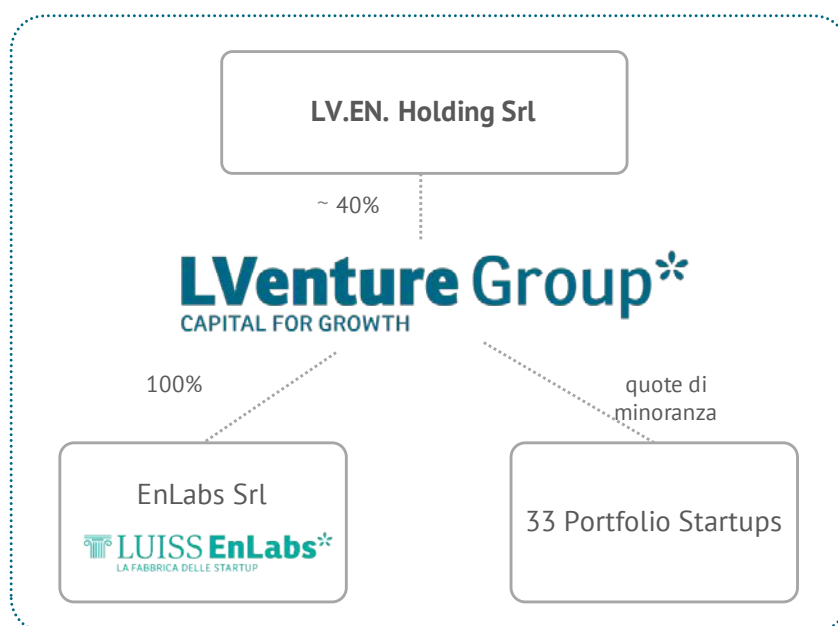 LV.EN. Holding Srl
~ 40%
LVenture Group*
CAPITAL FOR GROWTH
100%
quote di
minoranza
EnLabs Srl
LUISS EnLabs*
LA FABBRICA DELLE STARTUP
33 Portfolio Startups